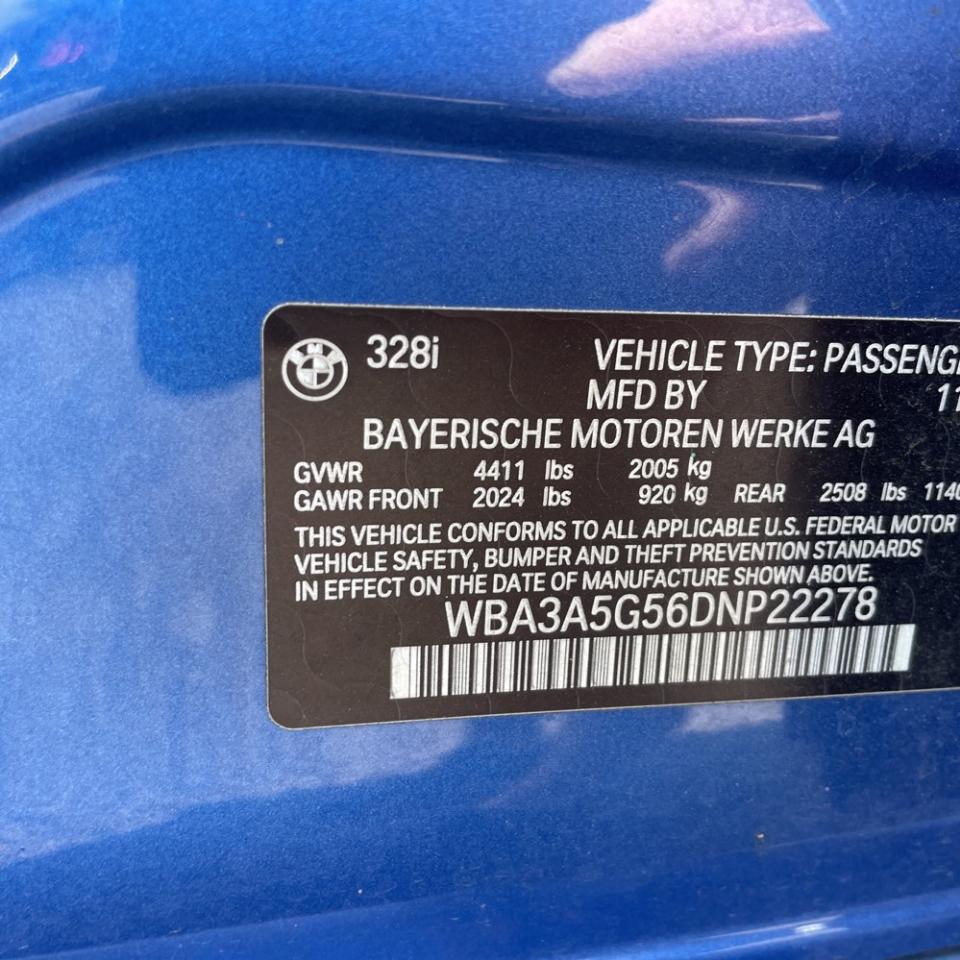 BMW 328i VEHICLE TYPE: PASSENG
MFD BY 11
BAYERISCHE MOTOREN WERKE AG
GVWR 4411 lbs 2005 kg
GAWR FRONT 2024 lbs 920 kg REAR 2508 lbs 1140
THIS VEHICLE CONFORMS TO ALL APPLICABLE U.S. FEDERAL MOTOR
VEHICLE SAFETY, BUMPER AND THEFT PREVENTION STANDARDS
IN EFFECT ON THE DATE OF MANUFACTURE SHOWN ABOVE.
WBA3A5G56DNP22278